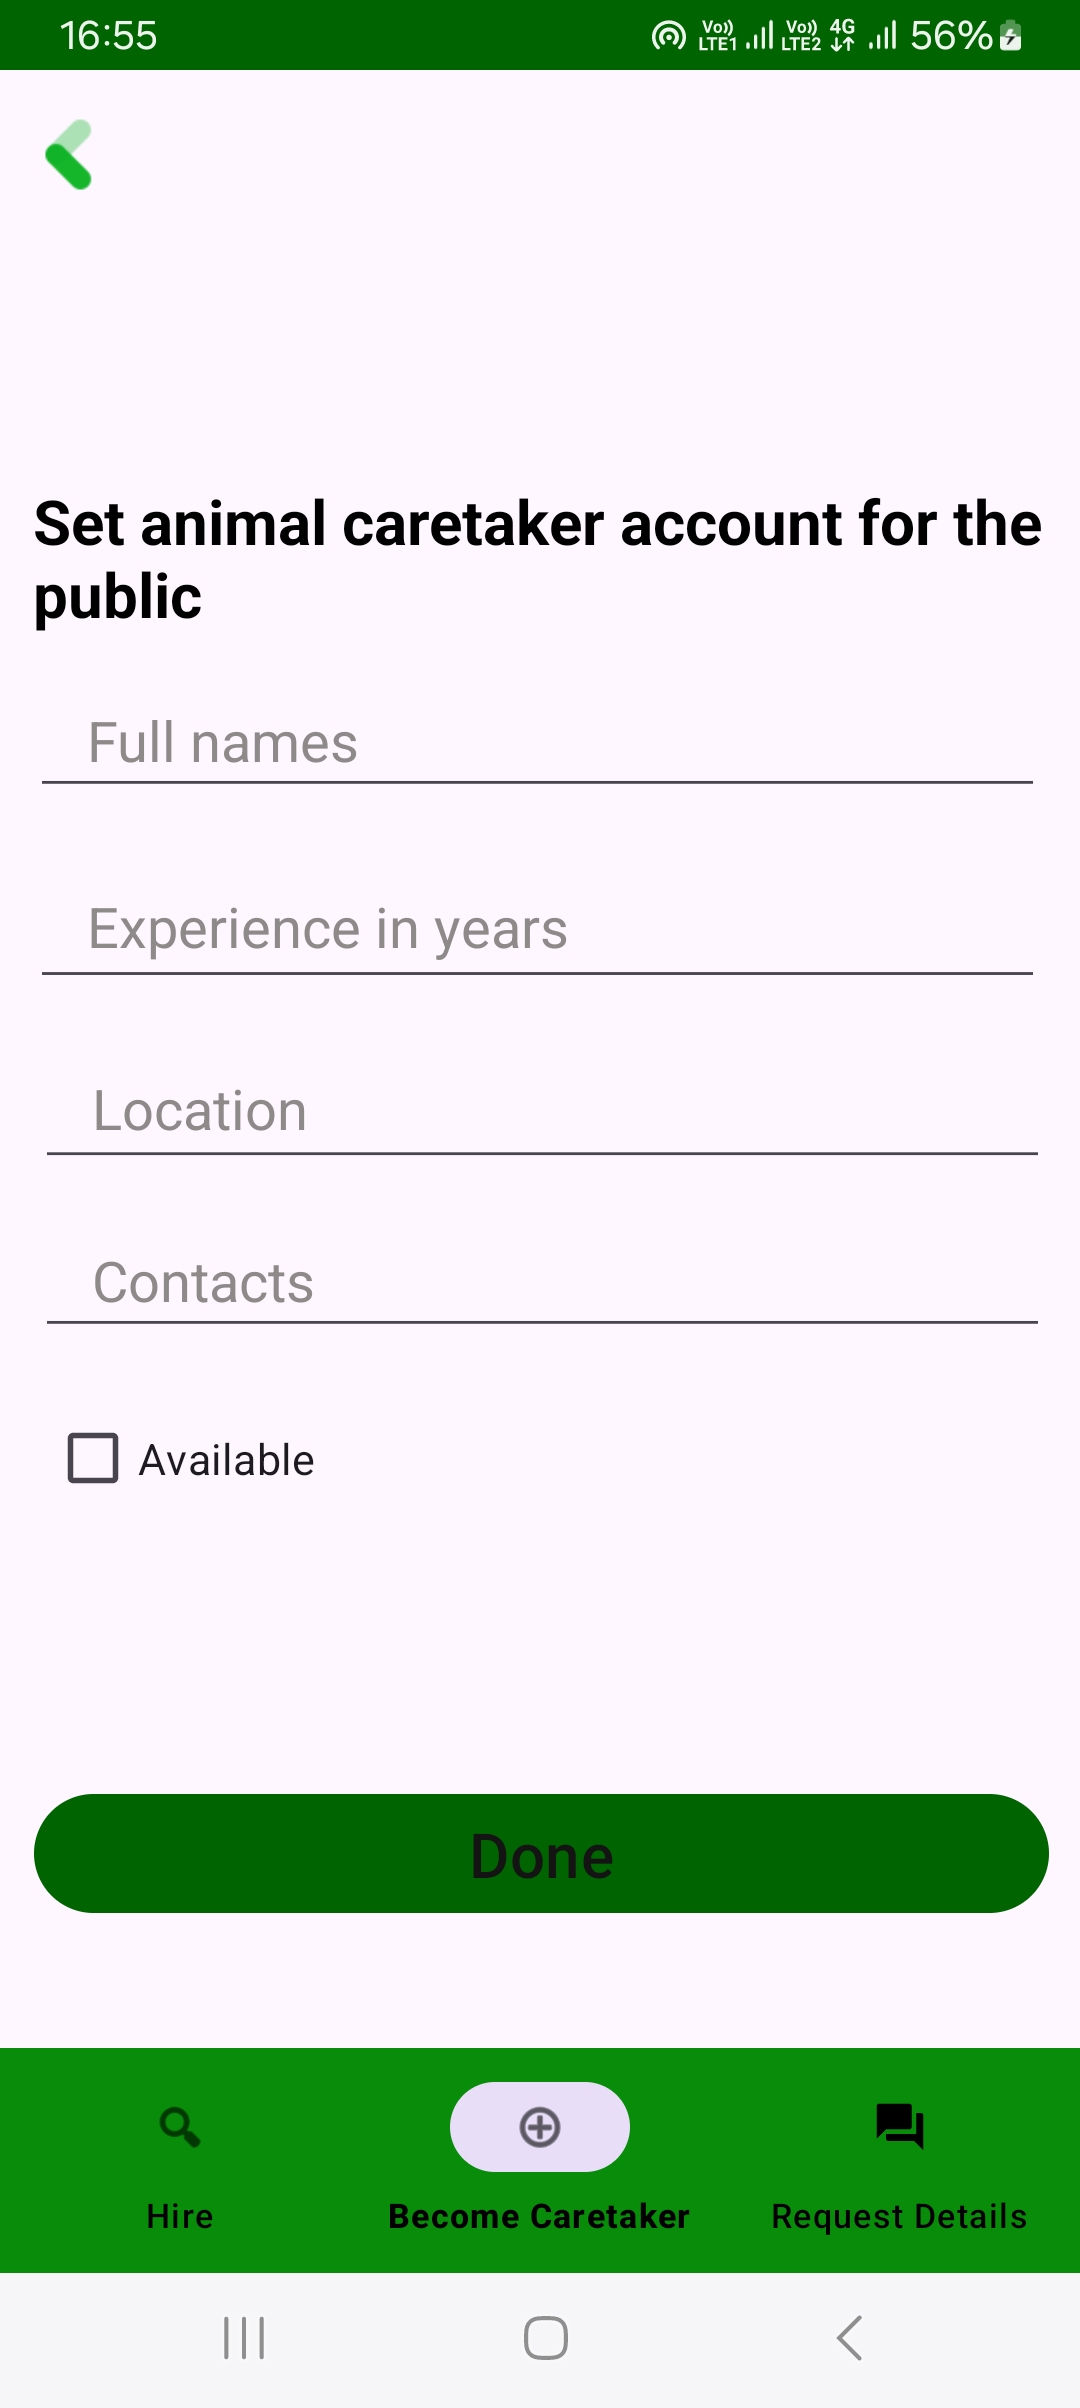 16:55 Vo)) LTE1 Vo)) LTE2 4G 56%
Set animal caretaker account for the
public
Full names
Experience in years
Location
Contacts
Available
Done
Hire Become Caretaker Request Details